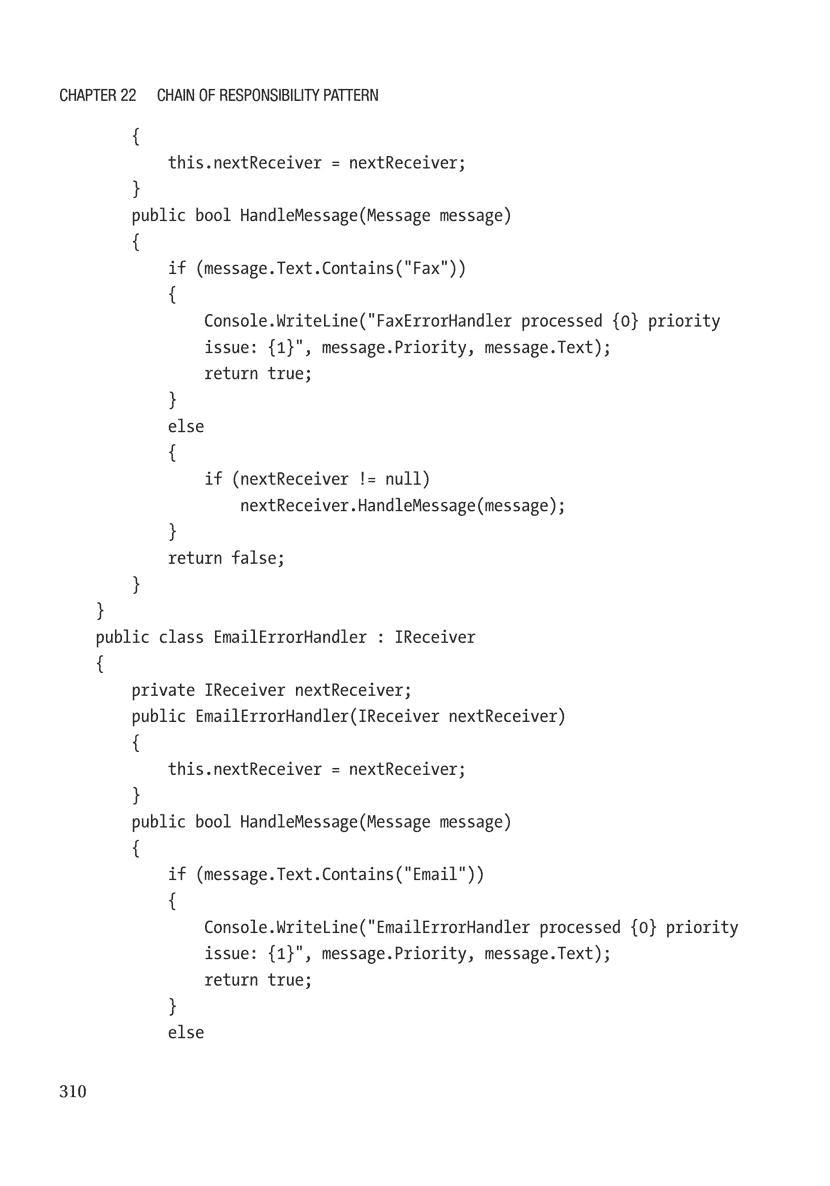 CHAPTER 22 CHAIN OF RESPONSIBILITY PATTERN
        {
            this.nextReceiver = nextReceiver;
        }
        public bool HandleMessage(Message message)
        {
            if (message.Text.Contains("Fax"))
            {
                Console.WriteLine("FaxErrorHandler processed {0} priority
                issue: {1}", message.Priority, message.Text);
                return true;
            }
            else
            {
                if (nextReceiver != null)
                    nextReceiver.HandleMessage(message);
            }
            return false;
        }
    }
    public class EmailErrorHandler : IReceiver
    {
        private IReceiver nextReceiver;
        public EmailErrorHandler(IReceiver nextReceiver)
        {
            this.nextReceiver = nextReceiver;
        }
        public bool HandleMessage(Message message)
        {
            if (message.Text.Contains("Email"))
            {
                Console.WriteLine("EmailErrorHandler processed {0} priority
                issue: {1}", message.Priority, message.Text);
                return true;
            }
            else
310